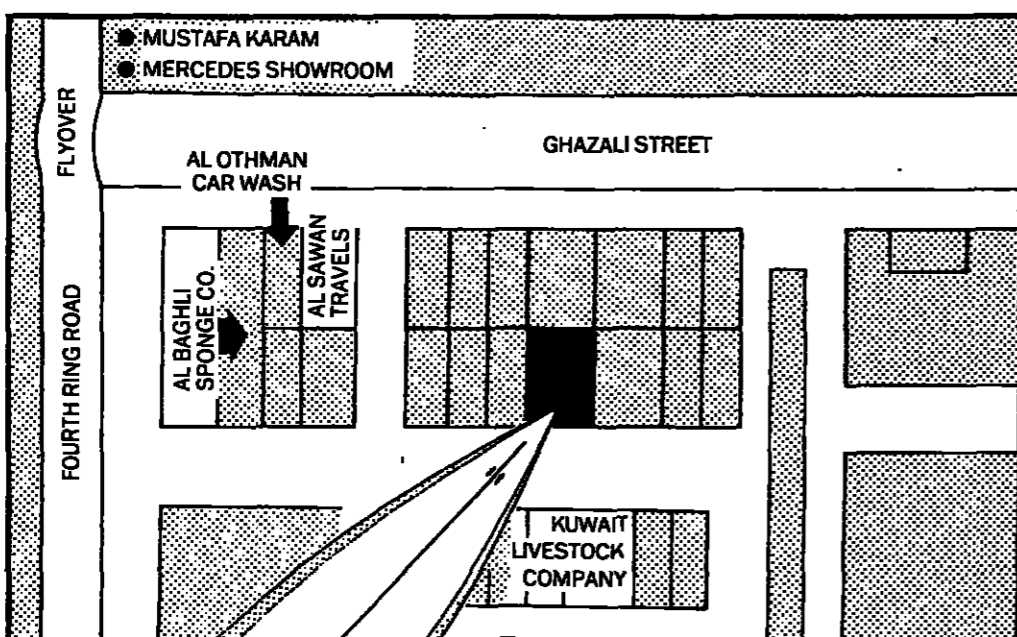 MUSTAFA KARAM
MERCEDES SHOWROOM
FLYOVER
GHAZALI STREET
AL OTHMAN
CAR WASH
AL SAWAN
TRAVELS
AL BAGHLI
SPONGE CO.
FOURTH RING ROAD
KUWAIT
LIVESTOCK
COMPANY